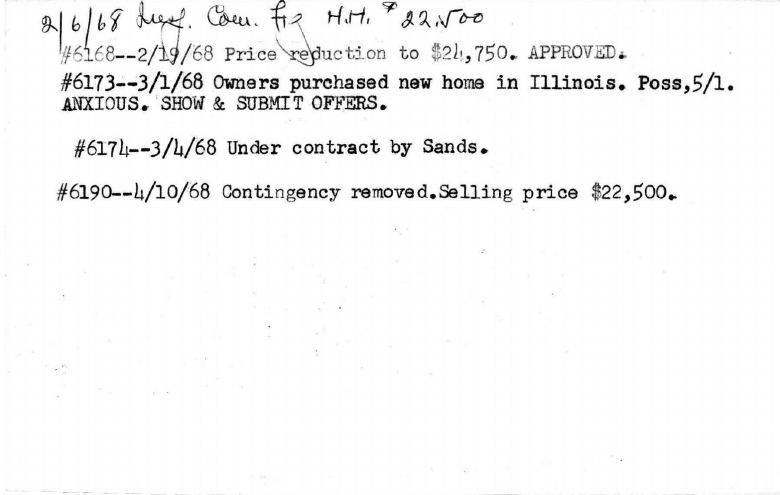 2/6/68 Com. Fig H.H. $22,500
#6168--2/19/68 Price reduction to $24,750. APPROVED.
#6173--3/1/68 Owners purchased new home in Illinois. Poss,5/1.
ANXIOUS. SHOW & SUBMIT OFFERS.
#6174--3/4/68 Under contract by Sands.
#6190--4/10/68 Contingency removed.Selling price $22,500.